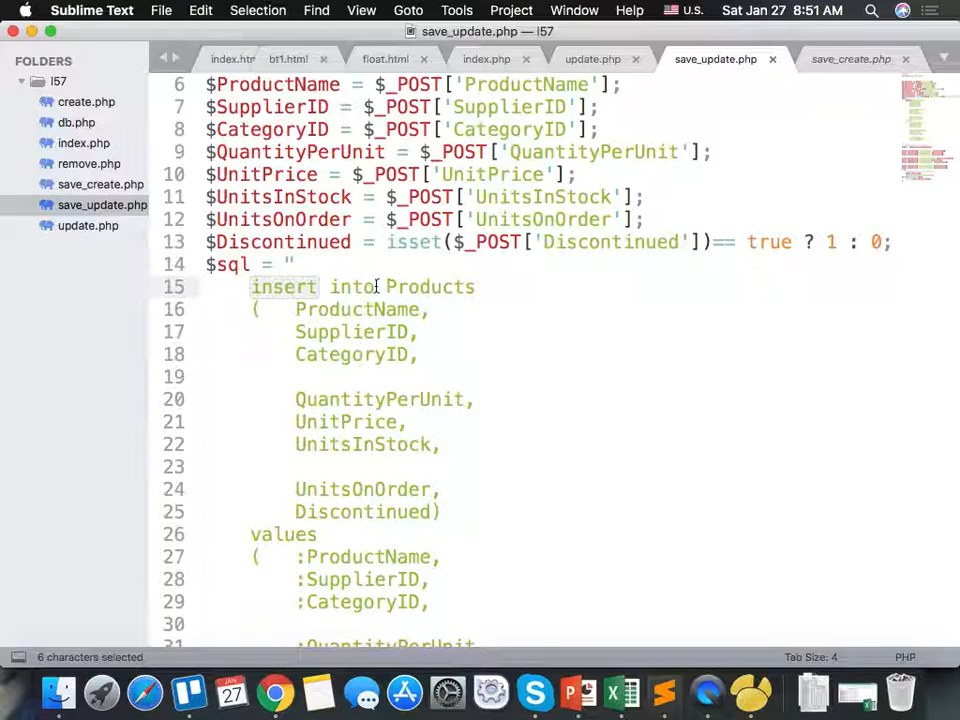 Sublime Text File Edit Selection Find View Goto Tools Project Window Help U.S. Sat Jan 27 8:51 AM
save_update.php — l57
FOLDERS
l57
create.php
db.php
index.php
remove.php
save_create.php
save_update.php
update.php
index.htm bt1.html float.html index.php update.php save_update.php save_create.php
6 $ProductName = $_POST['ProductName'];
7 $SupplierID = $_POST['SupplierID'];
8 $CategoryID = $_POST['CategoryID'];
9 $QuantityPerUnit = $_POST['QuantityPerUnit'];
10 $UnitPrice = $_POST['UnitPrice'];
11 $UnitsInStock = $_POST['UnitsInStock'];
12 $UnitsOnOrder = $_POST['UnitsOnOrder'];
13 $Discontinued = isset($_POST['Discontinued'])== true ? 1 : 0;
14 $sql = "
15 insert into Products
16 ( ProductName,
17 SupplierID,
18 CategoryID,
19
20 QuantityPerUnit,
21 UnitPrice,
22 UnitsInStock,
23
24 UnitsOnOrder,
25 Discontinued)
26 values
27 ( :ProductName,
28 :SupplierID,
29 :CategoryID,
30
31 :QuantityPerUnit
6 characters selected Tab Size: 4 PHP
JAN
27